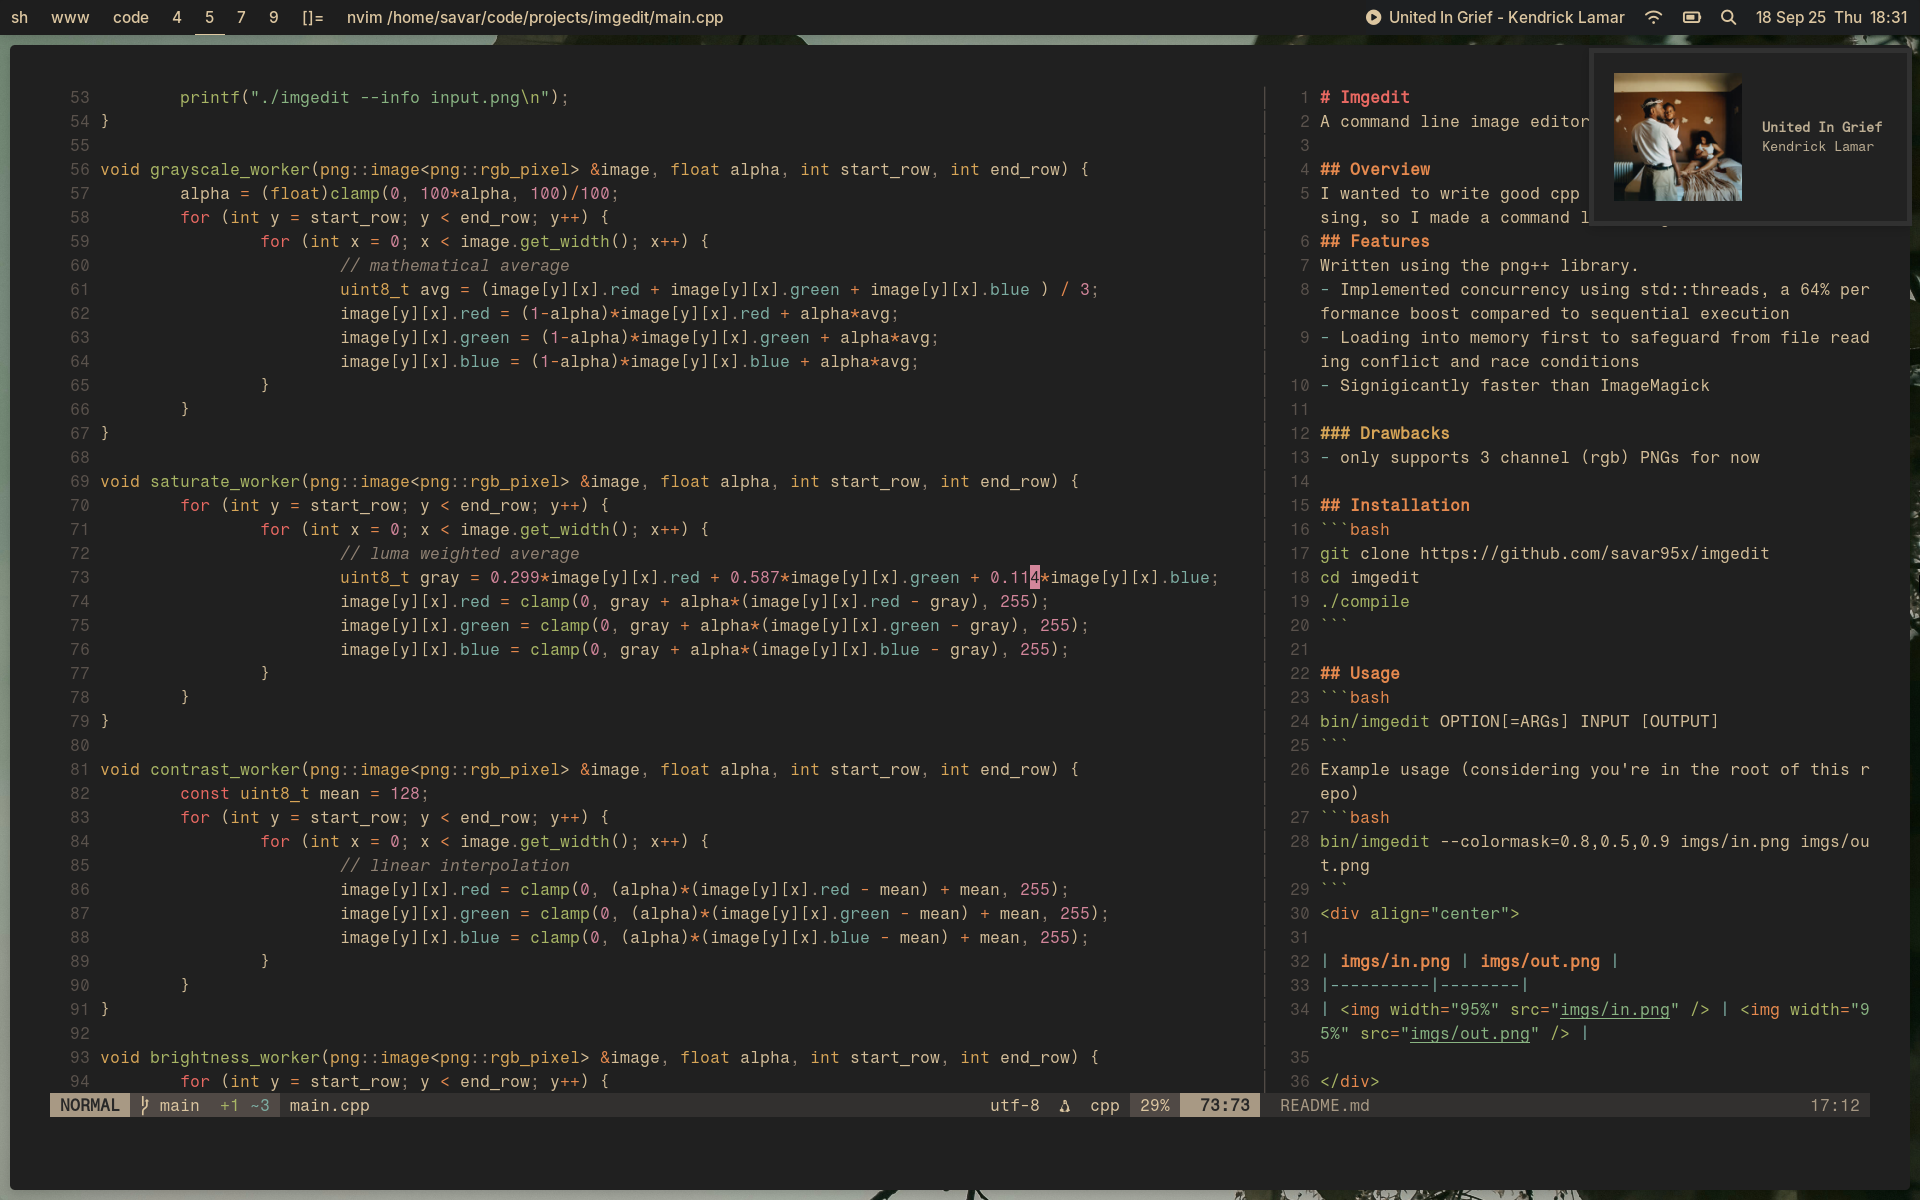 sh www code 4 5 7 9 []= nvim /home/savar/code/projects/imgedit/main.cpp United In Grief - Kendrick Lamar 18 Sep 25 Thu 18:31
United In Grief
Kendrick Lamar
53 printf("./imgedit --info input.png\n");
54 }
55
56 void grayscale_worker(png::image<png::rgb_pixel> &image, float alpha, int start_row, int end_row) {
57 alpha = (float)clamp(0, 100*alpha, 100)/100;
58 for (int y = start_row; y < end_row; y++) {
59 for (int x = 0; x < image.get_width(); x++) {
60 // mathematical average
61 uint8_t avg = (image[y][x].red + image[y][x].green + image[y][x].blue ) / 3;
62 image[y][x].red = (1-alpha)*image[y][x].red + alpha*avg;
63 image[y][x].green = (1-alpha)*image[y][x].green + alpha*avg;
64 image[y][x].blue = (1-alpha)*image[y][x].blue + alpha*avg;
65 }
66 }
67 }
68
69 void saturate_worker(png::image<png::rgb_pixel> &image, float alpha, int start_row, int end_row) {
70 for (int y = start_row; y < end_row; y++) {
71 for (int x = 0; x < image.get_width(); x++) {
72 // luma weighted average
73 uint8_t gray = 0.299*image[y][x].red + 0.587*image[y][x].green + 0.114*image[y][x].blue;
74 image[y][x].red = clamp(0, gray + alpha*(image[y][x].red - gray), 255);
75 image[y][x].green = clamp(0, gray + alpha*(image[y][x].green - gray), 255);
76 image[y][x].blue = clamp(0, gray + alpha*(image[y][x].blue - gray), 255);
77 }
78 }
79 }
80
81 void contrast_worker(png::image<png::rgb_pixel> &image, float alpha, int start_row, int end_row) {
82 const uint8_t mean = 128;
83 for (int y = start_row; y < end_row; y++) {
84 for (int x = 0; x < image.get_width(); x++) {
85 // linear interpolation
86 image[y][x].red = clamp(0, (alpha)*(image[y][x].red - mean) + mean, 255);
87 image[y][x].green = clamp(0, (alpha)*(image[y][x].green - mean) + mean, 255);
88 image[y][x].blue = clamp(0, (alpha)*(image[y][x].blue - mean) + mean, 255);
89 }
90 }
91 }
92
93 void brightness_worker(png::image<png::rgb_pixel> &image, float alpha, int start_row, int end_row) {
94 for (int y = start_row; y < end_row; y++) {
NORMAL main +1 ~3 main.cpp utf-8 cpp 29% 73:73
1 # Imgedit
2 A command line image editor
3
4 ## Overview
5 I wanted to write good cpp
sing, so I made a command
6 ## Features
7 Written using the png++ library.
8 - Implemented concurrency using std::threads, a 64% per
formance boost compared to sequential execution
9 - Loading into memory first to safeguard from file read
ing conflict and race conditions
10 - Signigicantly faster than ImageMagick
11
12 ### Drawbacks
13 - only supports 3 channel (rgb) PNGs for now
14
15 ## Installation
16 ```bash
17 git clone https://github.com/savar95x/imgedit
18 cd imgedit
19 ./compile
20 ```
21
22 ## Usage
23 ```bash
24 bin/imgedit OPTION[=ARGs] INPUT [OUTPUT]
25 ```
26 Example usage (considering you're in the root of this r
epo)
27 ```bash
28 bin/imgedit --colormask=0.8,0.5,0.9 imgs/in.png imgs/ou
t.png
29 ```
30 <div align="center">
31
32 | imgs/in.png | imgs/out.png |
33 |----------|--------|
34 | <img width="95%" src="imgs/in.png" /> | <img width="9
5%" src="imgs/out.png" /> |
35
36 </div>
README.md 17:12